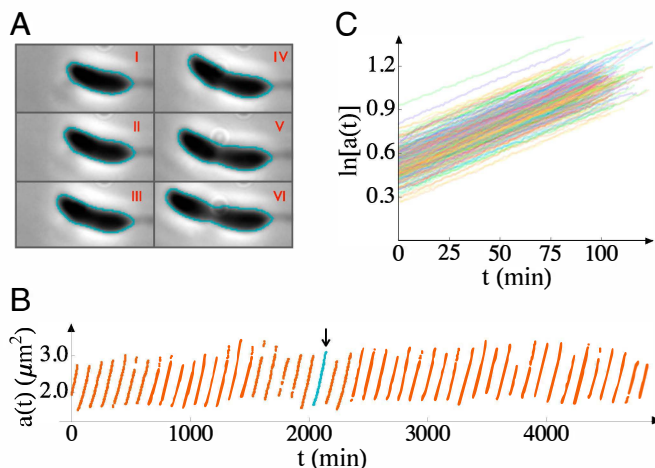 A
I
IV
II
V
III
VI
C
ln[a(t)]
1.2
0.9
0.6
0.3
0
25
50
75
100
t (min)
B
a(t) (μm²)
3.0
2.0
0
1000
2000
3000
4000
t (min)